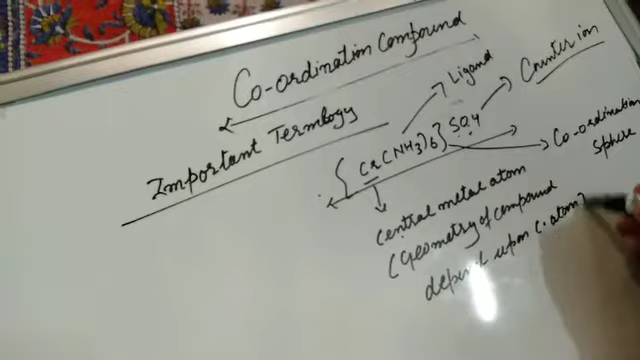 Co-ordination Compound
Important Termlogy
[Cr(NH3)6] SO4
Ligand
Counter ion
Co-ordination
sphere
Central metal atom
(Geometry of compound
depend upon C. atom)